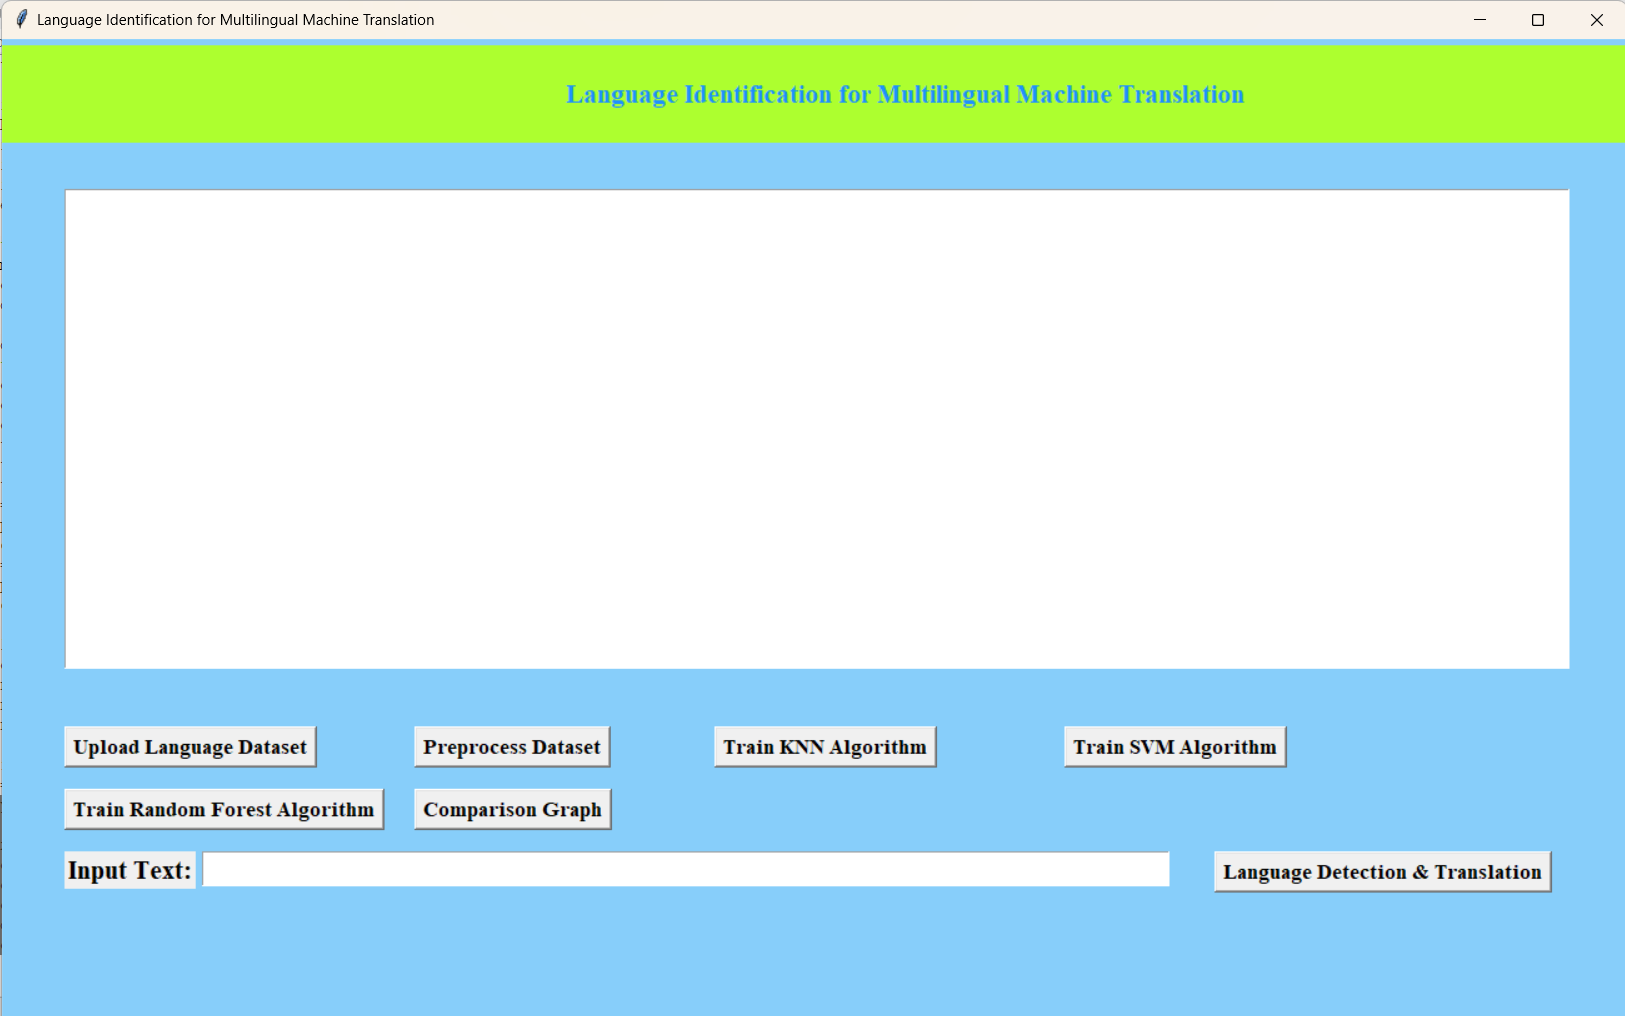 Language Identification for Multilingual Machine Translation
Language Identification for Multilingual Machine Translation
Upload Language Dataset
Preprocess Dataset
Train KNN Algorithm
Train SVM Algorithm
Train Random Forest Algorithm
Comparison Graph
Input Text:
Language Detection & Translation